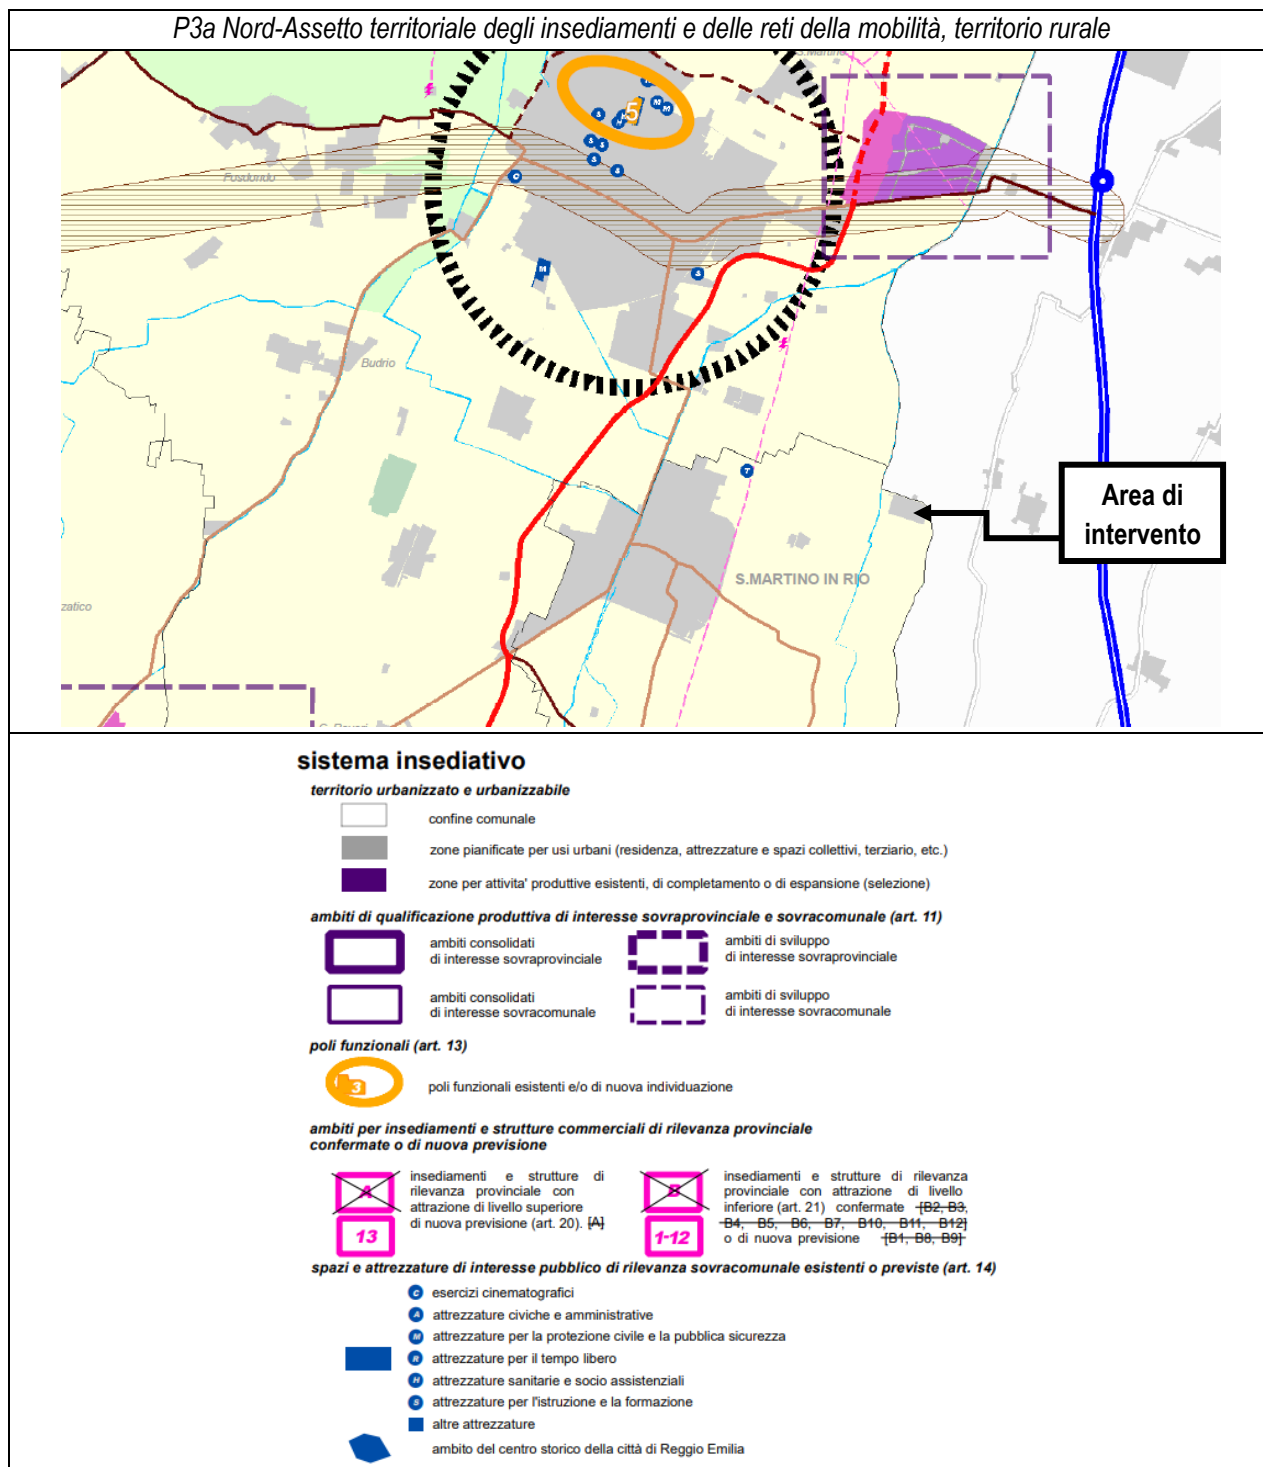 P3a Nord-Assetto territoriale degli insediamenti e delle reti della mobilità, territorio rurale
S.Martino
5
M
M
S
H
S
S
S
S
C
Fosdondo
M
S
Budrio
T
Area di
intervento
S.MARTINO IN RIO
zatico
sistema insediativo
territorio urbanizzato e urbanizzabile
confine comunale
zone pianificate per usi urbani (residenza, attrezzature e spazi collettivi, terziario, etc.)
zone per attivita' produttive esistenti, di completamento o di espansione (selezione)
ambiti di qualificazione produttiva di interesse sovraprovinciale e sovracomunale (art. 11)
ambiti consolidati
di interesse sovraprovinciale
ambiti di sviluppo
di interesse sovraprovinciale
ambiti consolidati
di interesse sovracomunale
ambiti di sviluppo
di interesse sovracomunale
poli funzionali (art. 13)
3
poli funzionali esistenti e/o di nuova individuazione
ambiti per insediamenti e strutture commerciali di rilevanza provinciale
confermate o di nuova previsione
A
13
insediamenti e strutture di
rilevanza provinciale con
attrazione di livello superiore
di nuova previsione (art. 20). [A]
B
1-12
insediamenti e strutture di rilevanza
provinciale con attrazione di livello
inferiore (art. 21) confermate [B2, B3,
B4, B5, B6, B7, B10, B11, B12]
o di nuova previsione [B1, B8, B9]
spazi e attrezzature di interesse pubblico di rilevanza sovracomunale esistenti o previste (art. 14)
C esercizi cinematografici
A attrezzature civiche e amministrative
M attrezzature per la protezione civile e la pubblica sicurezza
R attrezzature per il tempo libero
H attrezzature sanitarie e socio assistenziali
S attrezzature per l'istruzione e la formazione
altre attrezzature
ambito del centro storico della città di Reggio Emilia